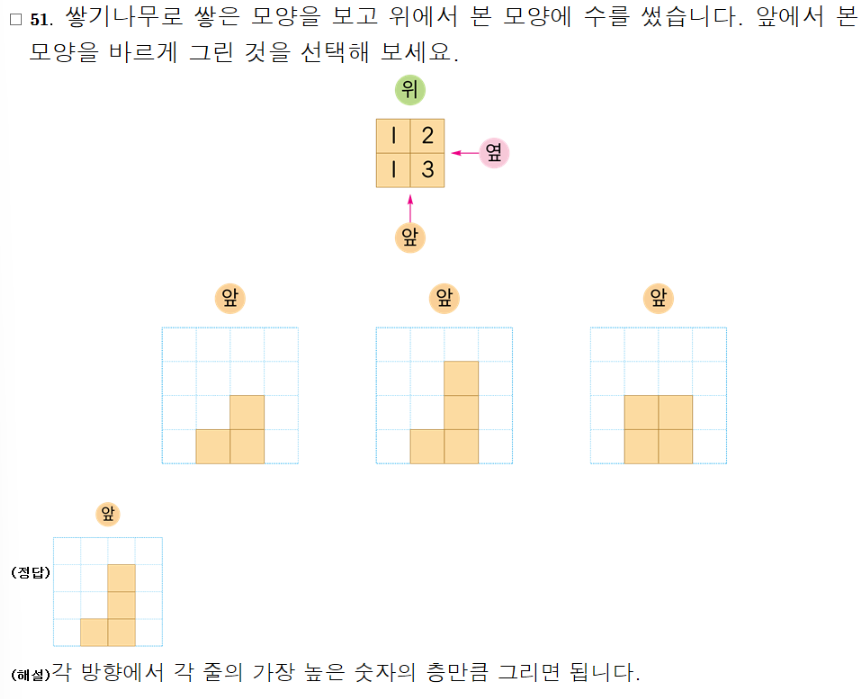 □ 51. 쌓기나무로 쌓은 모양을 보고 위에서 본 모양에 수를 썼습니다. 앞에서 본
모양을 바르게 그린 것을 선택해 보세요.
위
1 2
옆
1 3
앞
앞 앞 앞
앞
(정답)
(해설)각 방향에서 각 줄의 가장 높은 숫자의 층만큼 그리면 됩니다.